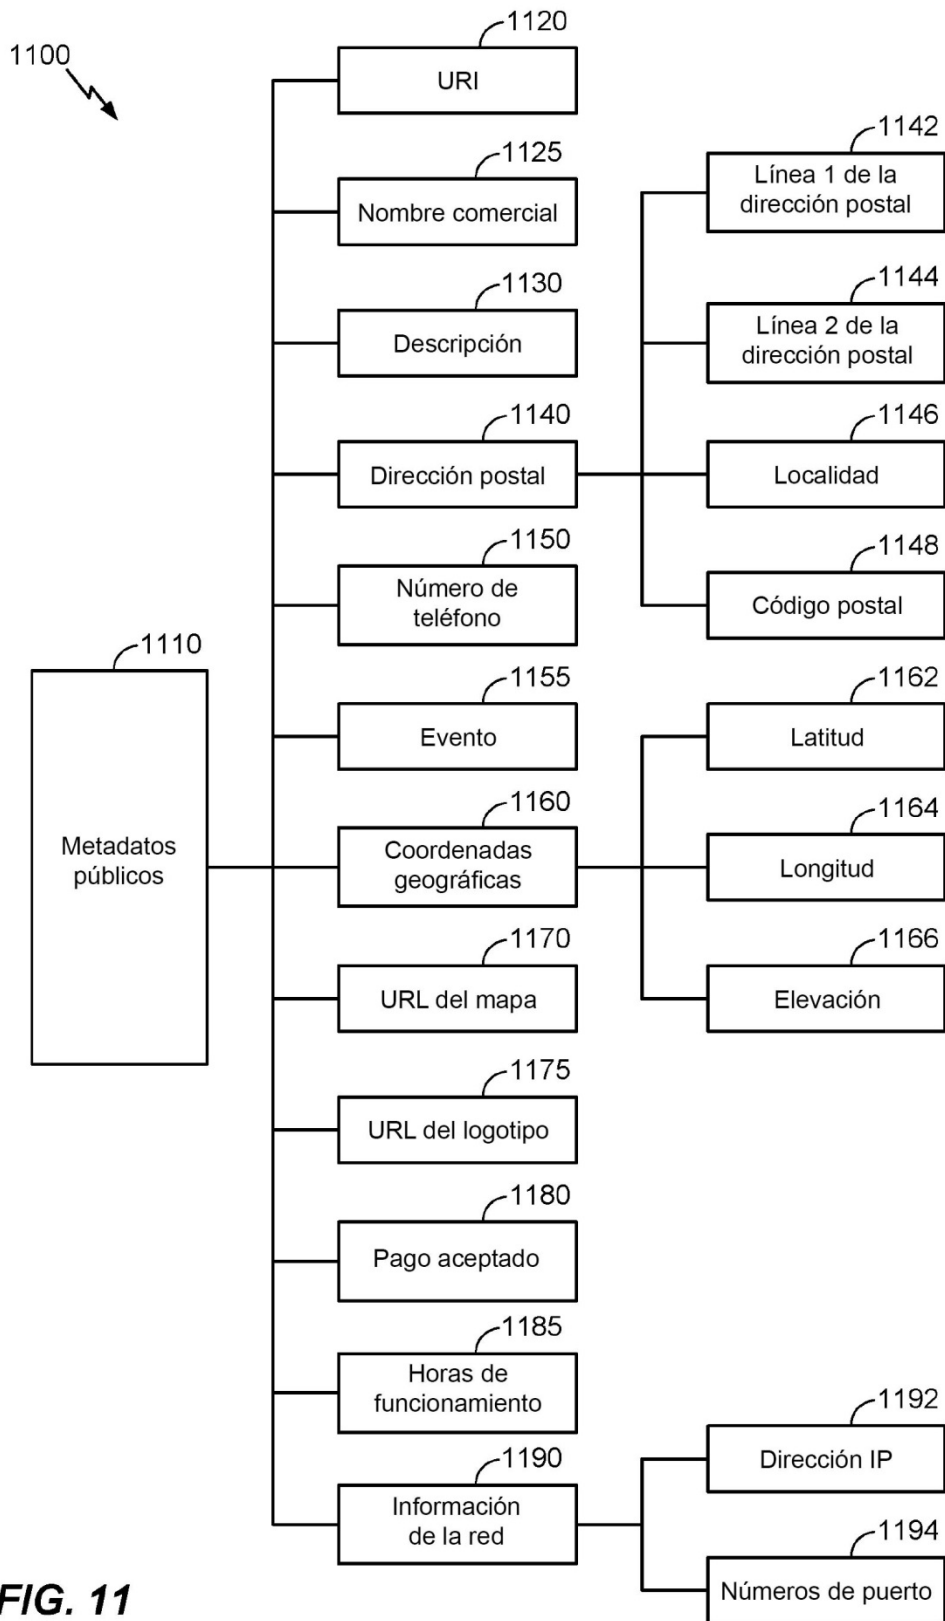 1100
1120
URI
1125
Nombre comercial
1130
Descripción
1140
Dirección postal
1142
Línea 1 de la
dirección postal
1144
Línea 2 de la
dirección postal
1146
Localidad
1148
Código postal
1150
Número de
teléfono
1110
Metadatos
públicos
1155
Evento
1160
Coordenadas
geográficas
1162
Latitud
1164
Longitud
1166
Elevación
1170
URL del mapa
1175
URL del logotipo
1180
Pago aceptado
1185
Horas de
funcionamiento
1190
Información
de la red
1192
Dirección IP
1194
Números de puerto
FIG. 11